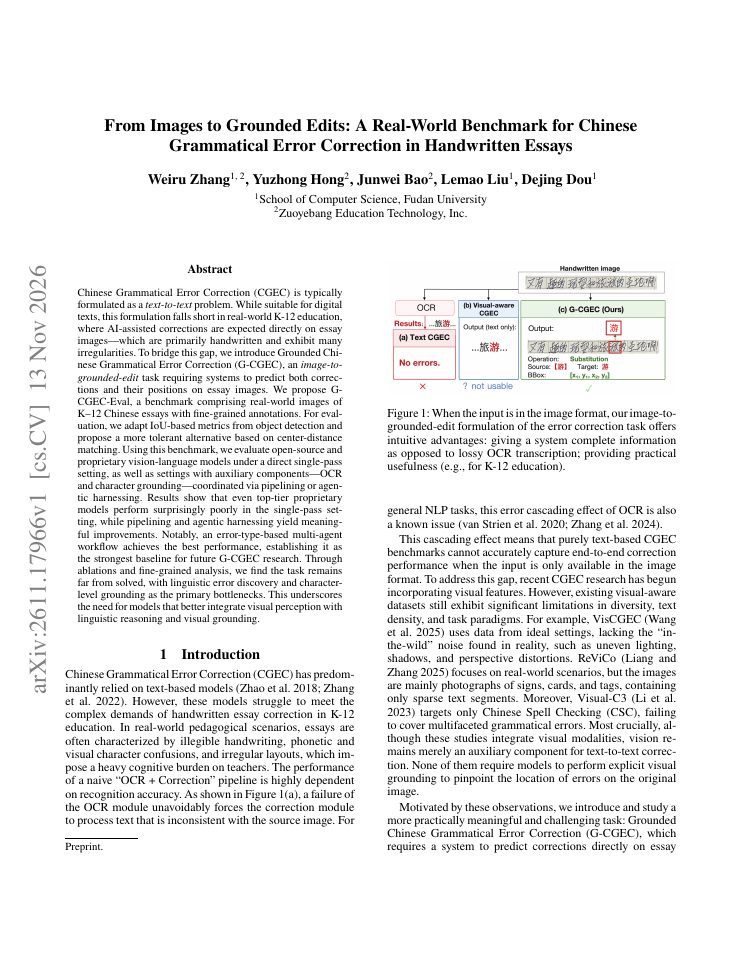 From Images to Grounded Edits: A Real-World Benchmark for Chinese
Grammatical Error Correction in Handwritten Essays
Weiru Zhang1, 2, Yuzhong Hong2, Junwei Bao2, Lemao Liu1, Dejing Dou1
1School of Computer Science, Fudan University
2Zuoyebang Education Technology, Inc.
arXiv:2611.17966v1 [cs.CV] 13 Nov 2026
Abstract
Chinese Grammatical Error Correction (CGEC) is typically
formulated as a text-to-text problem. While suitable for digital
texts, this formulation falls short in real-world K-12 education,
where AI-assisted corrections are expected directly on essay
images—which are primarily handwritten and exhibit many
irregularities. To bridge this gap, we introduce Grounded Chi-
nese Grammatical Error Correction (G-CGEC), an image-to-
grounded-edit task requiring systems to predict both correc-
tions and their positions on essay images. We propose G-
CGEC-Eval, a benchmark comprising real-world images of
K–12 Chinese essays with fine-grained annotations. For eval-
uation, we adapt IoU-based metrics from object detection and
propose a more tolerant alternative based on center-distance
matching. Using this benchmark, we evaluate open-source and
proprietary vision-language models under a direct single-pass
setting, as well as settings with auxiliary components—OCR
and character grounding—coordinated via pipelining or agen-
tic harnessing. Results show that even top-tier proprietary
models perform surprisingly poorly in the single-pass set-
ting, while pipelining and agentic harnessing yield meaning-
ful improvements. Notably, an error-type-based multi-agent
workflow achieves the best performance, establishing it as
the strongest baseline for future G-CGEC research. Through
ablations and fine-grained analysis, we find the task remains
far from solved, with linguistic error discovery and character-
level grounding as the primary bottlenecks. This underscores
the need for models that better integrate visual perception with
linguistic reasoning and visual grounding.
1 Introduction
Chinese Grammatical Error Correction (CGEC) has predom-
inantly relied on text-based models (Zhao et al. 2018; Zhang
et al. 2022). However, these models struggle to meet the
complex demands of handwritten essay correction in K-12
education. In real-world pedagogical scenarios, essays are
often characterized by illegible handwriting, phonetic and
visual character confusions, and irregular layouts, which im-
pose a heavy cognitive burden on teachers. The performance
of a naive “OCR + Correction” pipeline is highly dependent
on recognition accuracy. As shown in Figure 1(a), a failure of
the OCR module unavoidably forces the correction module
to process text that is inconsistent with the source image. For
Preprint.
Handwritten image
OCR
Results: ...旅游...
(a) Text CGEC
No errors.
✕
(b) Visual-aware
CGEC
Output (text only):
...旅游...
? not usable
(c) G-CGEC (Ours)
Output:
游
Operation: Substitution
Source:【游】 Target: 游
BBox: [x₁, y₁, x₂, y₂]
✓
Figure 1: When the input is in the image format, our image-to-
grounded-edit formulation of the error correction task offers
intuitive advantages: giving a system complete information
as opposed to lossy OCR transcription; providing practical
usefulness (e.g., for K-12 education).
general NLP tasks, this error cascading effect of OCR is also
a known issue (van Strien et al. 2020; Zhang et al. 2024).
This cascading effect means that purely text-based CGEC
benchmarks cannot accurately capture end-to-end correction
performance when the input is only available in the image
format. To address this gap, recent CGEC research has begun
incorporating visual features. However, existing visual-aware
datasets still exhibit significant limitations in diversity, text
density, and task paradigms. For example, VisCGEC (Wang
et al. 2025) uses data from ideal settings, lacking the “in-
the-wild” noise found in reality, such as uneven lighting,
shadows, and perspective distortions. ReViCo (Liang and
Zhang 2025) focuses on real-world scenarios, but the images
are mainly photographs of signs, cards, and tags, containing
only sparse text segments. Moreover, Visual-C3 (Li et al.
2023) targets only Chinese Spell Checking (CSC), failing
to cover multifaceted grammatical errors. Most crucially, al-
though these studies integrate visual modalities, vision re-
mains merely an auxiliary component for text-to-text correc-
tion. None of them require models to perform explicit visual
grounding to pinpoint the location of errors on the original
image.
Motivated by these observations, we introduce and study a
more practically meaningful and challenging task: Grounded
Chinese Grammatical Error Correction (G-CGEC), which
requires a system to predict corrections directly on essay